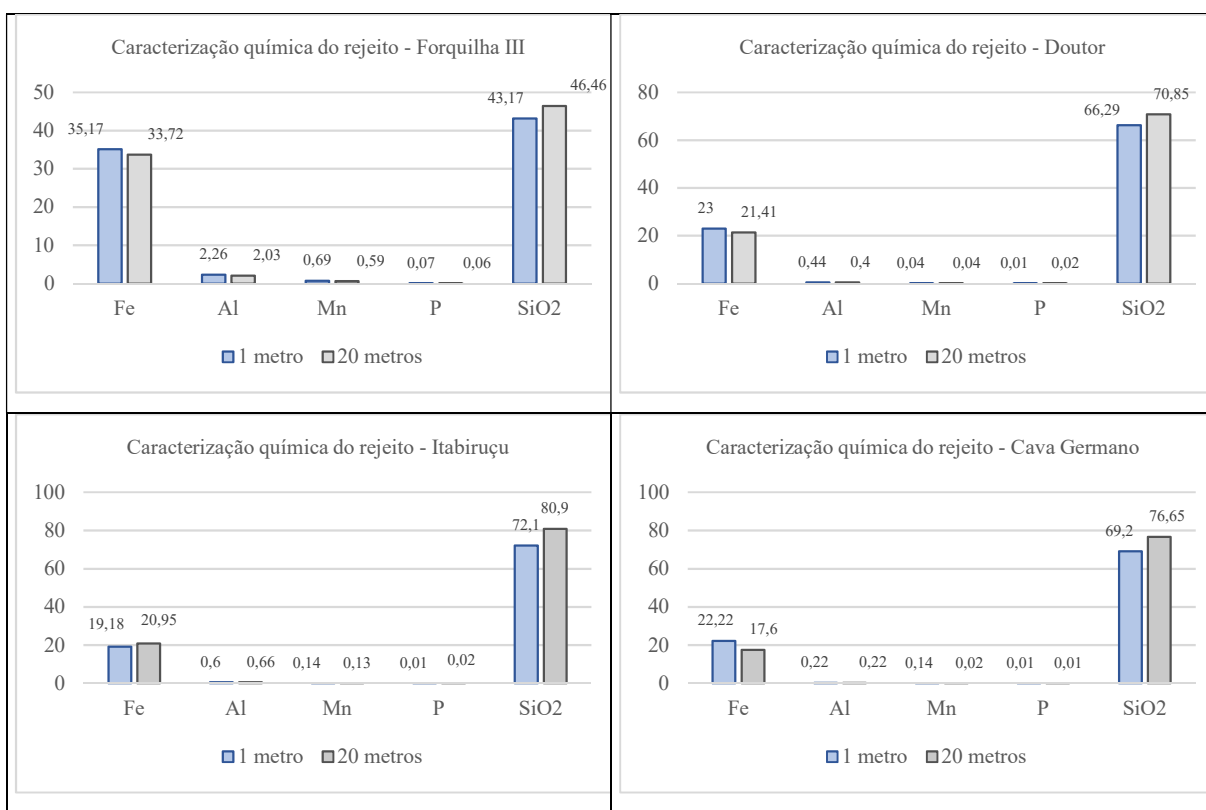 Caracterização química do rejeito - Forquilha III
50
40
30
20
10
0
35,17
33,72
2,26
2,03
0,69
0,59
0,07
0,06
43,17
46,46
Fe
Al
Mn
P
SiO2
1 metro
20 metros
Caracterização química do rejeito - Doutor
80
60
40
20
0
23
21,41
0,44
0,4
0,04
0,04
0,01
0,02
66,29
70,85
Fe
Al
Mn
P
SiO2
1 metro
20 metros
Caracterização química do rejeito - Itabiruçu
100
80
60
40
20
0
19,18
20,95
0,6
0,66
0,14
0,13
0,01
0,02
72,1
80,9
Fe
Al
Mn
P
SiO2
1 metro
20 metros
Caracterização química do rejeito - Cava Germano
100
80
60
40
20
0
22,22
17,6
0,22
0,22
0,14
0,02
0,01
0,01
69,2
76,65
Fe
Al
Mn
P
SiO2
1 metro
20 metros